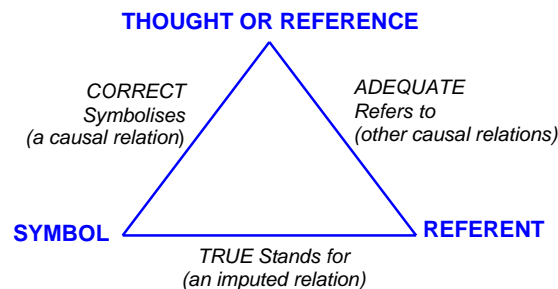 THOUGHT OR REFERENCE
CORRECT
Symbolises
(a causal relation)
ADEQUATE
Refers to
(other causal relations)
SYMBOL
REFERENT
TRUE Stands for
(an imputed relation)